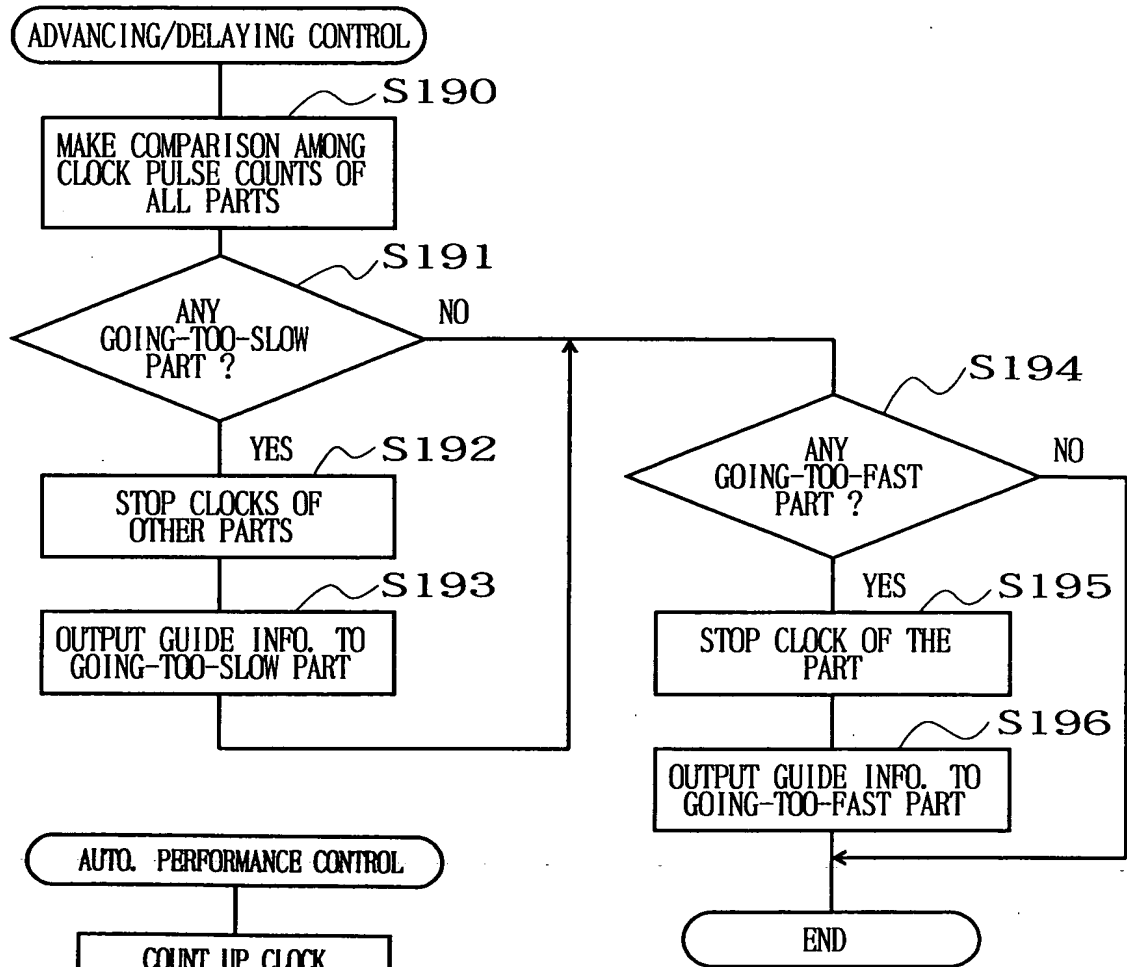 ADVANCING/DELAYING CONTROL
S190
MAKE COMPARISON AMONG
CLOCK PULSE COUNTS OF
ALL PARTS
S191
ANY
GOING-TOO-SLOW
PART ?
NO
YES
S192
STOP CLOCKS OF
OTHER PARTS
S193
OUTPUT GUIDE INFO. TO
GOING-TOO-SLOW PART
S194
ANY
GOING-TOO-FAST
PART ?
NO
YES
S195
STOP CLOCK OF THE
PART
S196
OUTPUT GUIDE INFO. TO
GOING-TOO-FAST PART
END
AUTO. PERFORMANCE CONTROL
COUNT UP CLOCK